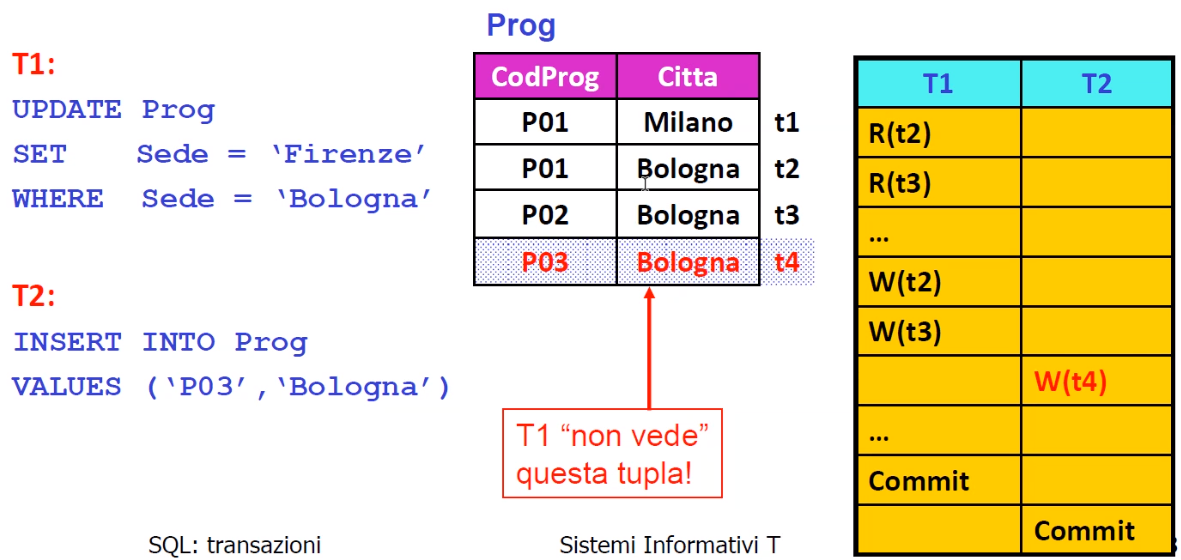 Prog
T1:
UPDATE Prog
SET Sede = ‘Firenze’
WHERE Sede = ‘Bologna’
T2:
INSERT INTO Prog
VALUES (‘P03’,‘Bologna’)
CodProg Citta
P01 Milano t1
P01 Bologna t2
P02 Bologna t3
P03 Bologna t4
T1 “non vede”
questa tupla!
T1 T2
R(t2)
R(t3)
...
W(t2)
W(t3)
W(t4)
...
Commit
Commit
SQL: transazioni Sistemi Informativi T